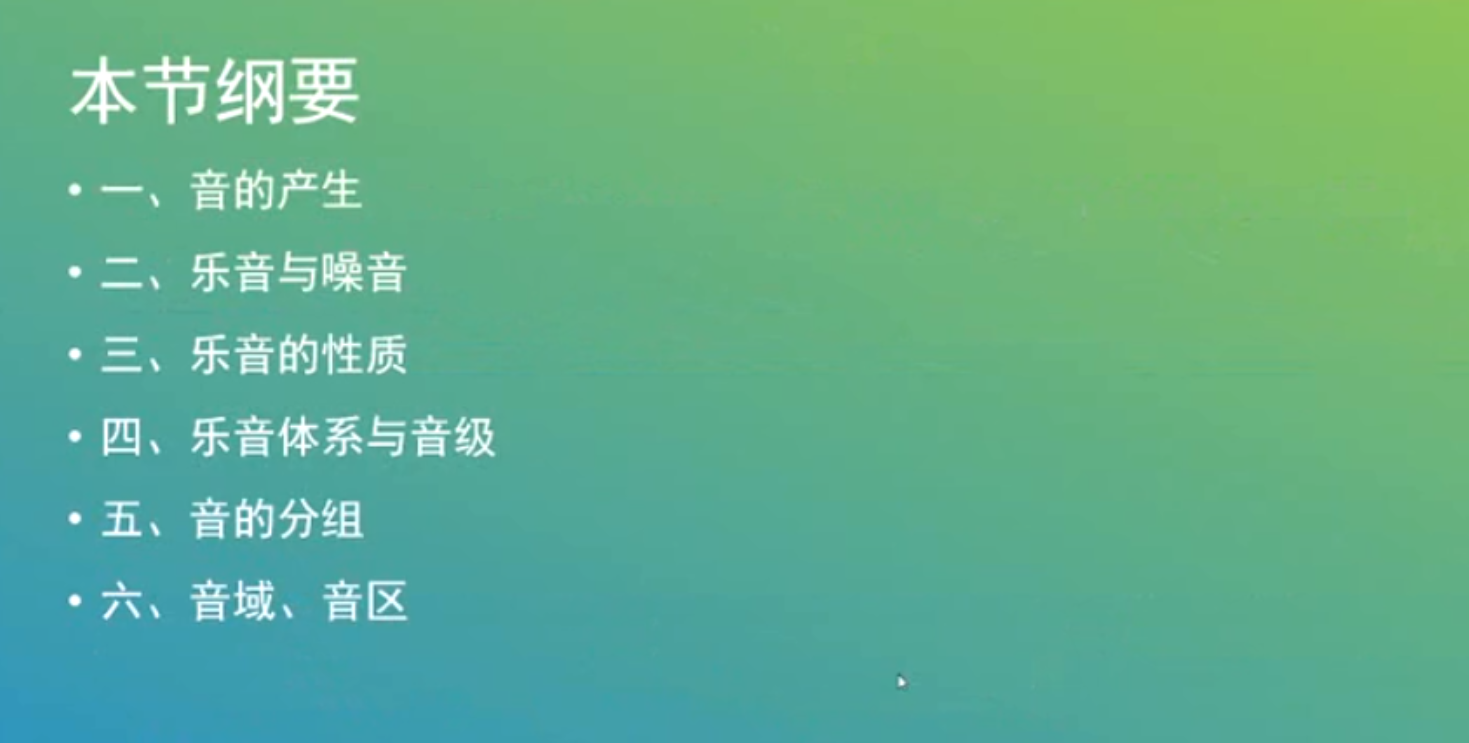 本节纲要
• 一、音的产生
• 二、乐音与噪音
• 三、乐音的性质
• 四、乐音体系与音级
• 五、音的分组
• 六、音域、音区